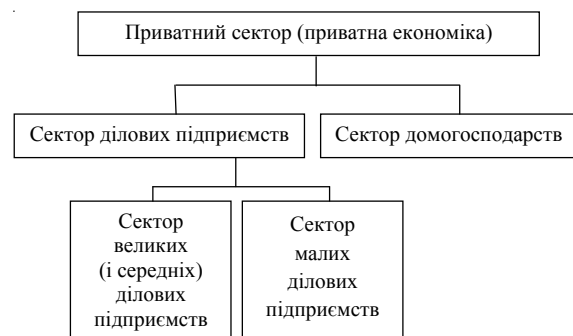 Приватний сектор (приватна економіка)
Сектор ділових підприємств
Сектор домогосподарств
Сектор
великих
(і середніх)
ділових
підприємств
Сектор
малих
ділових
підприємств